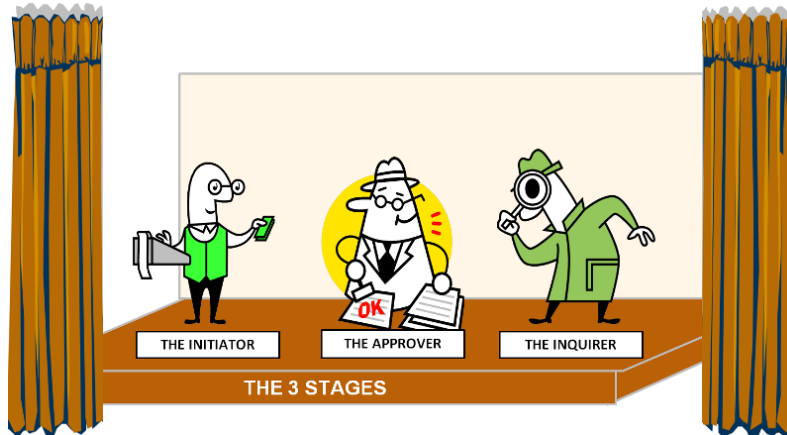 OK
THE INITIATOR
THE APPROVER
THE INQUIRER
THE 3 STAGES